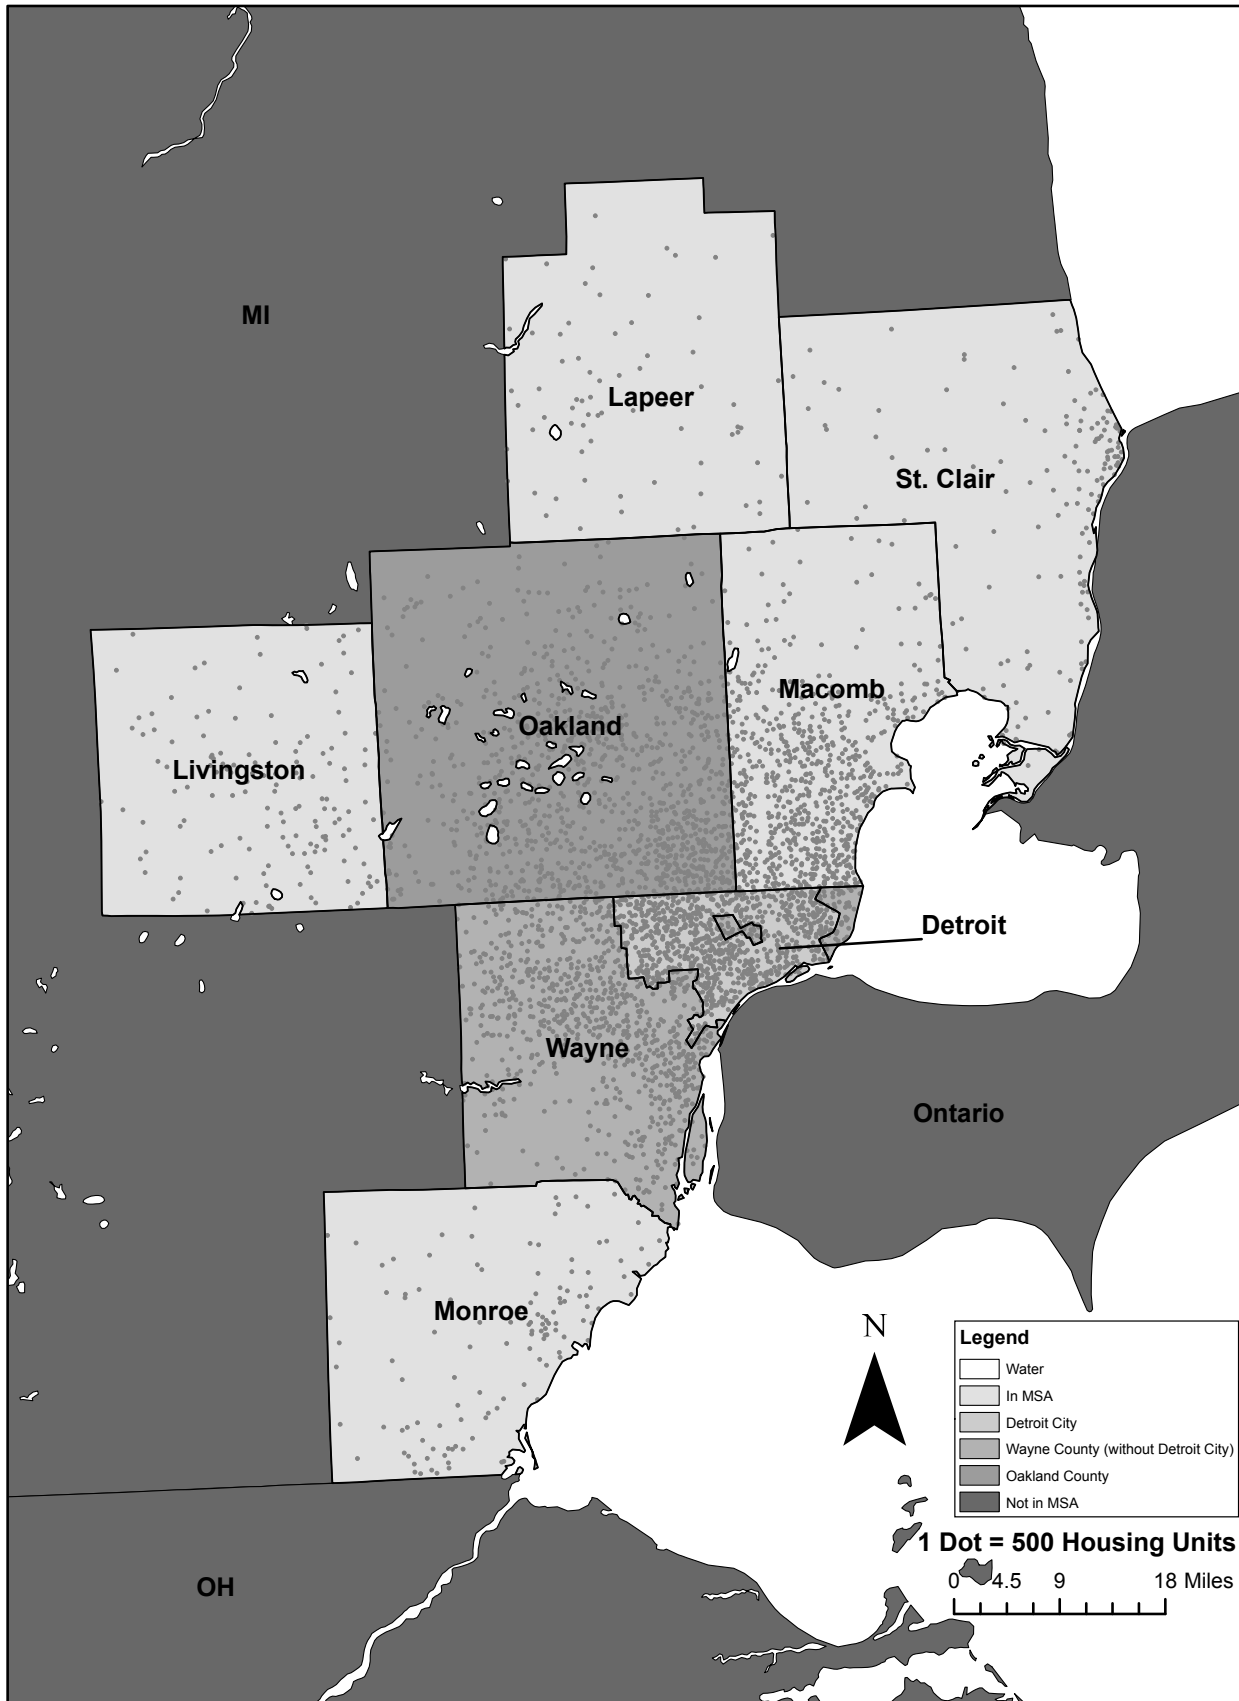 MI
Lapeer
St. Clair
Macomb
Oakland
Livingston
Detroit
Wayne
Ontario
Monroe
N
Legend
Water
In MSA
Detroit City
Wayne County (without Detroit City)
Oakland County
Not in MSA
1 Dot = 500 Housing Units
0 4.5 9 18 Miles
OH